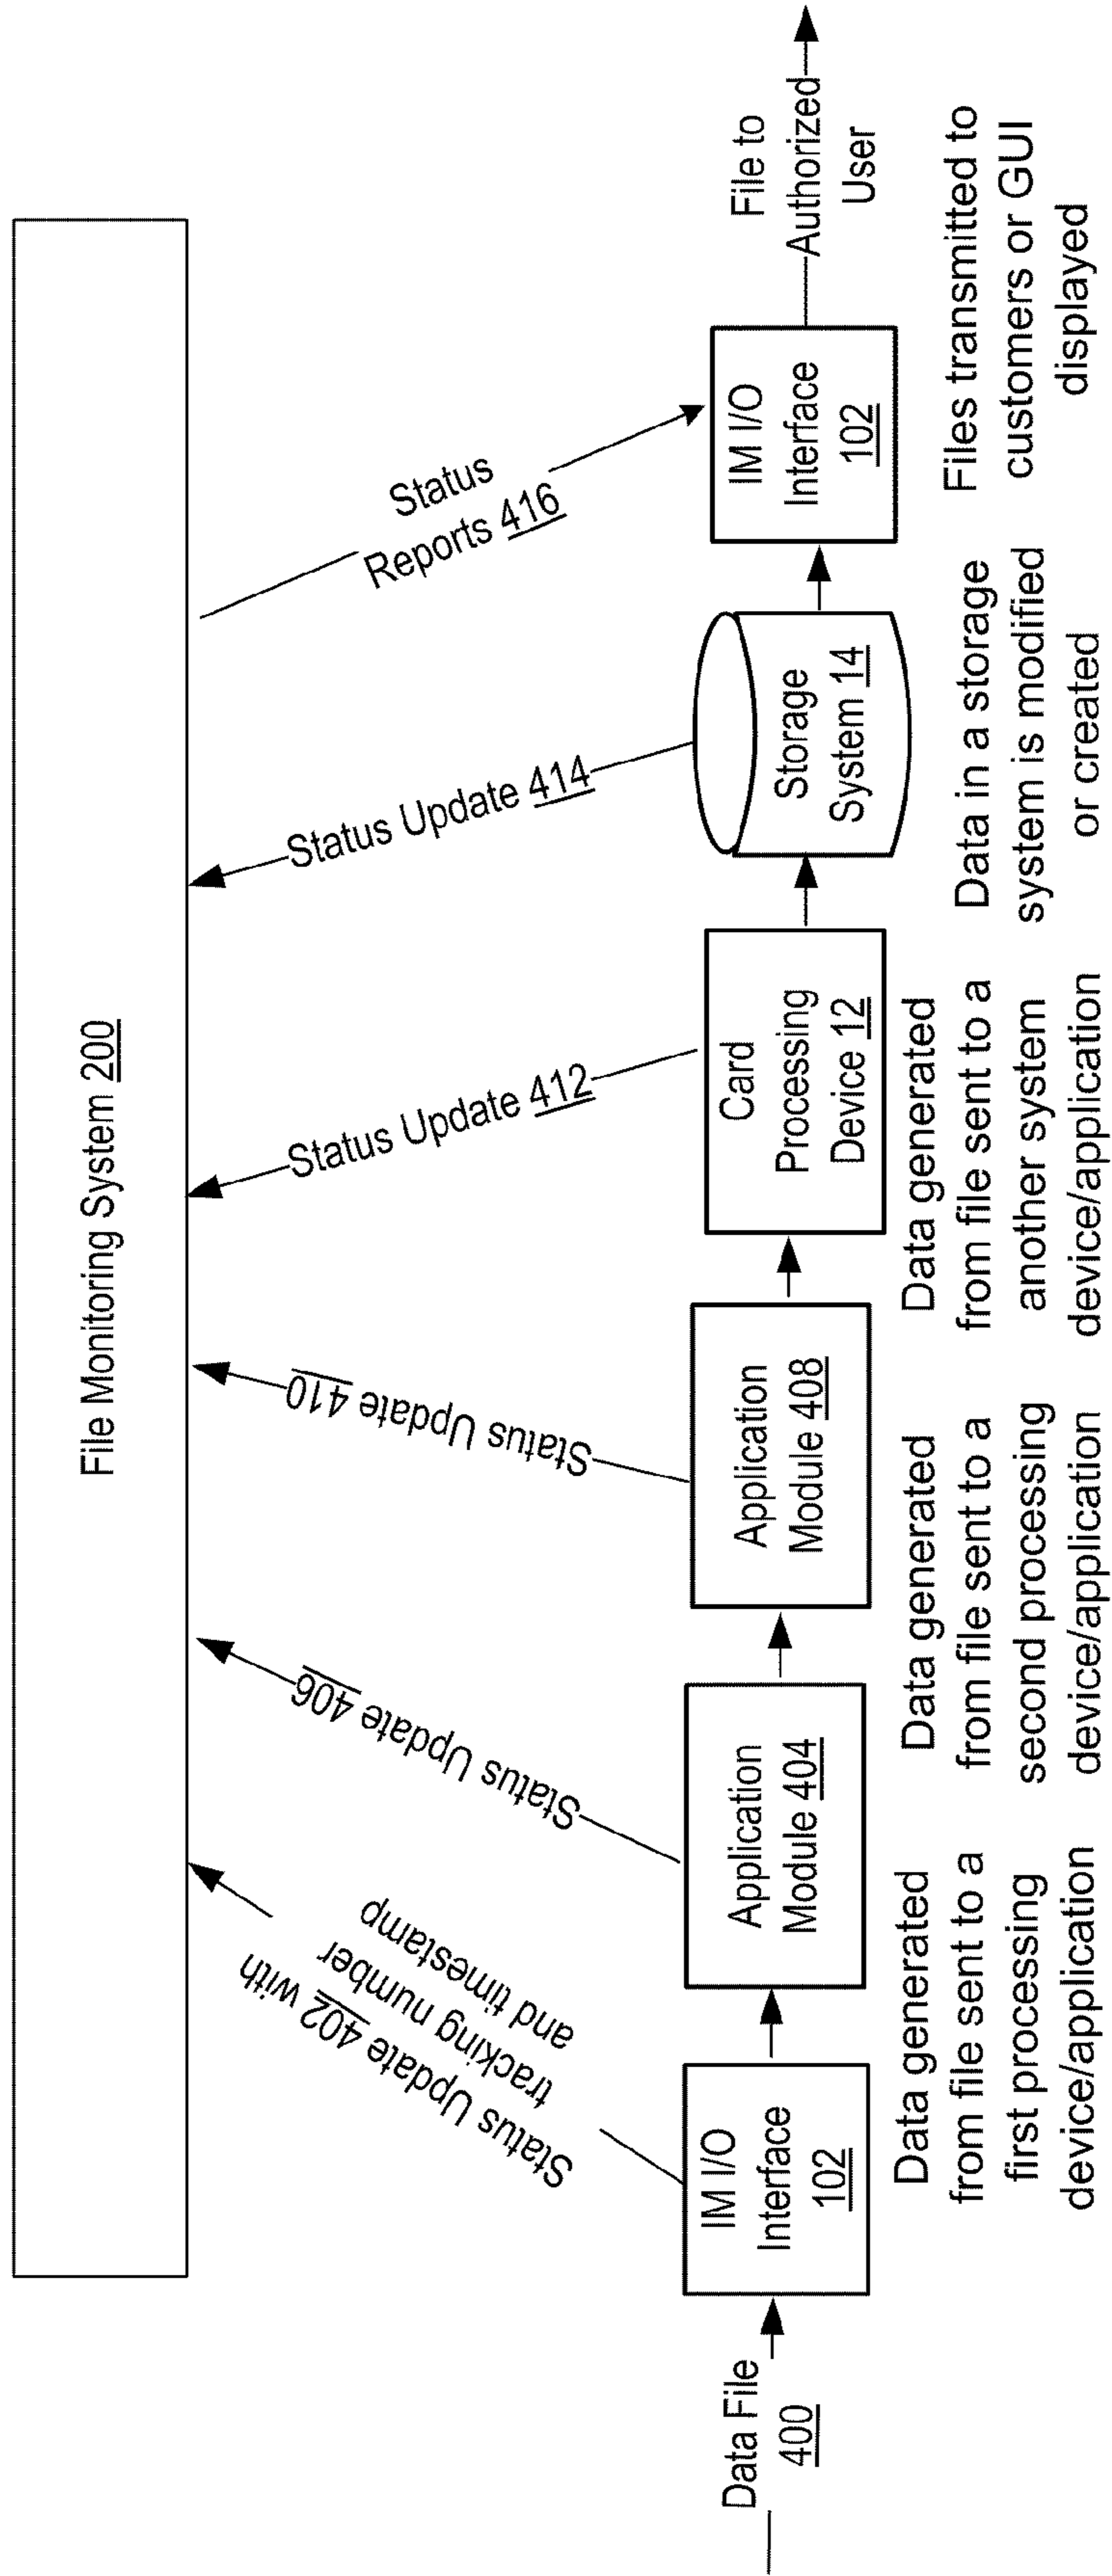 File Monitoring System 200
Status Update 402 with
tracking number
and timestamp
Status Update 406
Status Update 410
Status Update 412
Status Update 414
Status
Reports 416
Data File
400
IM I/O
Interface
102
Application
Module 404
Application
Module 408
Card
Processing
Device 12
Storage
System 14
IM I/O
Interface
102
File to
Authorized
User
Data generated
from file sent to a
first processing
device/application
Data generated
from file sent to a
second processing
device/application
Data generated
from file sent to a
another system
device/application
Data in a storage
system is modified
or created
Files transmitted to
customers or GUI
displayed